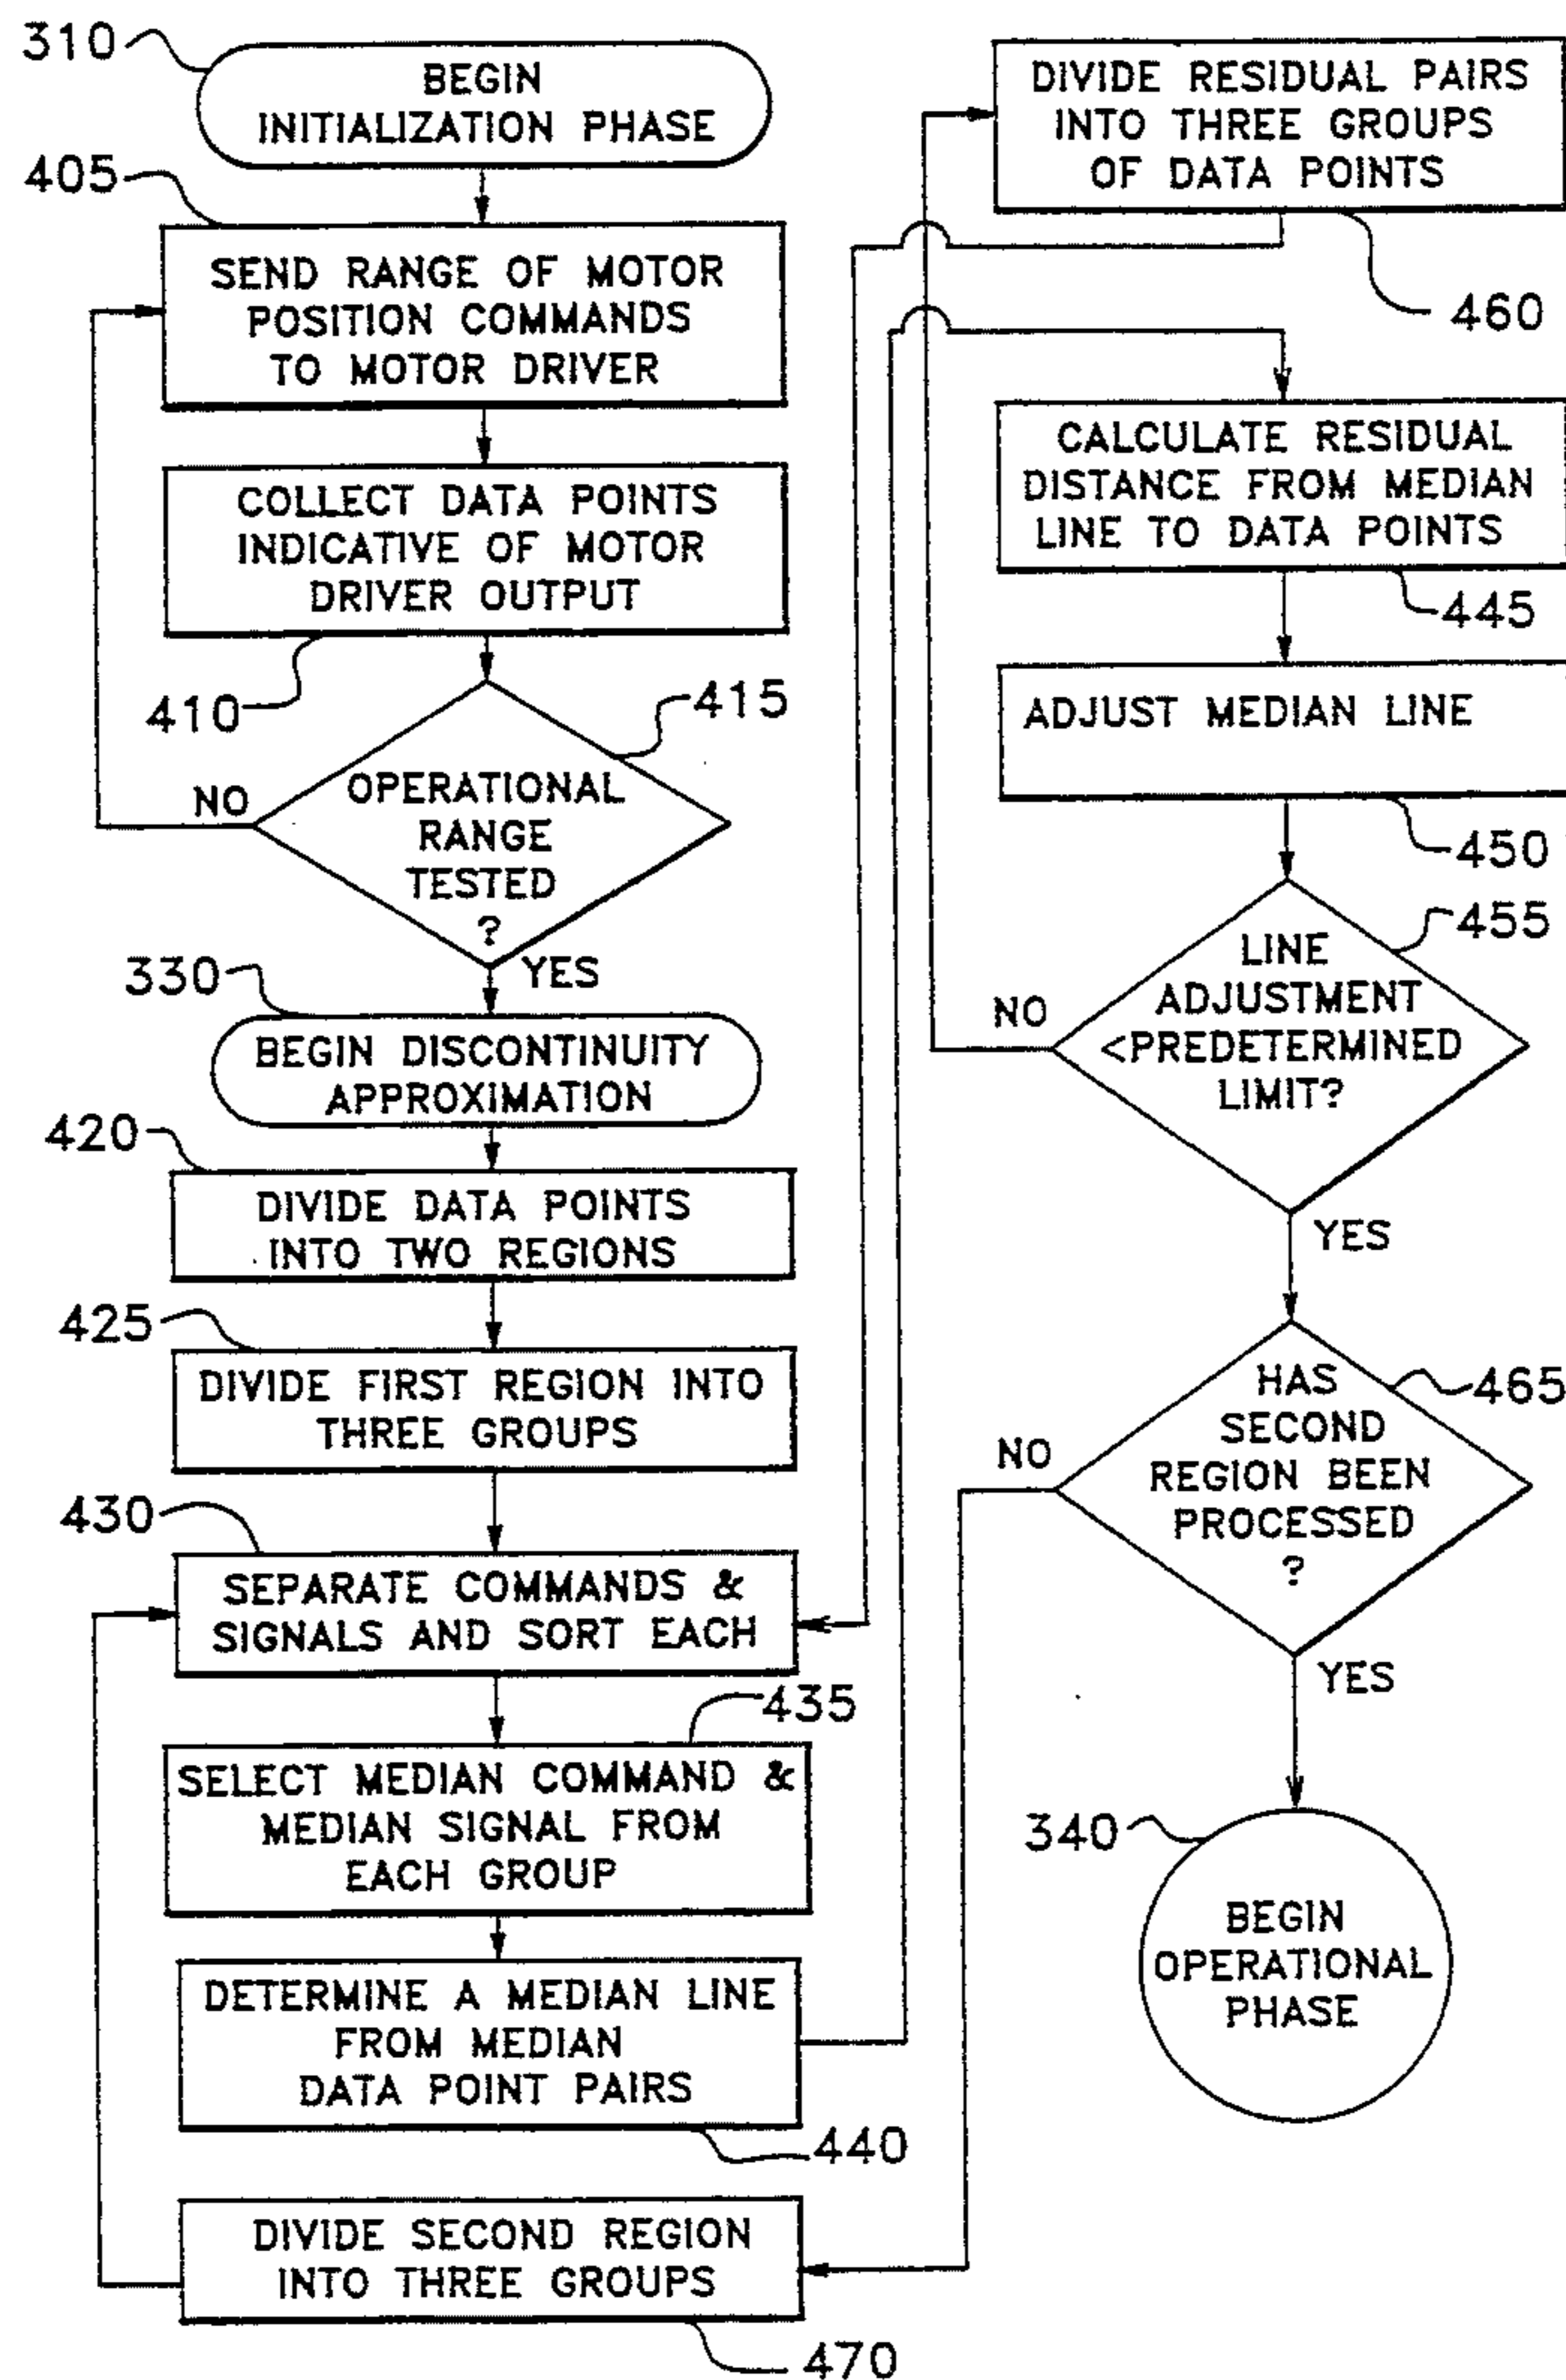 310
BEGIN
INITIALIZATION PHASE
405
SEND RANGE OF MOTOR
POSITION COMMANDS
TO MOTOR DRIVER
COLLECT DATA POINTS
INDICATIVE OF MOTOR
DRIVER OUTPUT
410
415
OPERATIONAL
RANGE
TESTED
?
NO
YES
330
BEGIN DISCONTINUITY
APPROXIMATION
420
DIVIDE DATA POINTS
INTO TWO REGIONS
425
DIVIDE FIRST REGION INTO
THREE GROUPS
430
SEPARATE COMMANDS &
SIGNALS AND SORT EACH
435
SELECT MEDIAN COMMAND &
MEDIAN SIGNAL FROM
EACH GROUP
DETERMINE A MEDIAN LINE
FROM MEDIAN
DATA POINT PAIRS
440
DIVIDE SECOND REGION
INTO THREE GROUPS
470
DIVIDE RESIDUAL PAIRS
INTO THREE GROUPS
OF DATA POINTS
460
CALCULATE RESIDUAL
DISTANCE FROM MEDIAN
LINE TO DATA POINTS
445
ADJUST MEDIAN LINE
450
455
LINE
ADJUSTMENT
<PREDETERMINED
LIMIT?
NO
YES
465
HAS
SECOND
REGION BEEN
PROCESSED
?
NO
YES
340
BEGIN
OPERATIONAL
PHASE